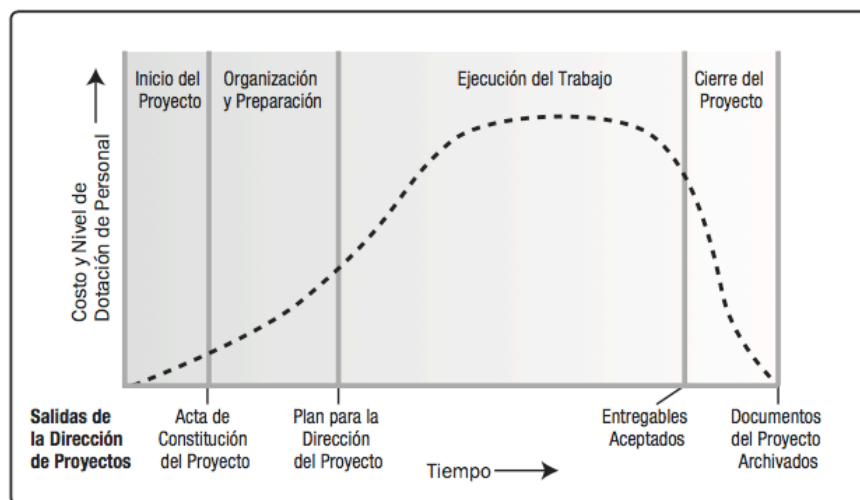 Inicio del
Proyecto
Organización
y Preparación
Ejecución del Trabajo
Cierre del
Proyecto
Costo y Nivel de
Dotación de Personal
Salidas de
la Dirección
de Proyectos
Acta de
Constitución
del Proyecto
Plan para la
Dirección
del Proyecto
Entregables
Aceptados
Documentos
del Proyecto
Archivados
Tiempo